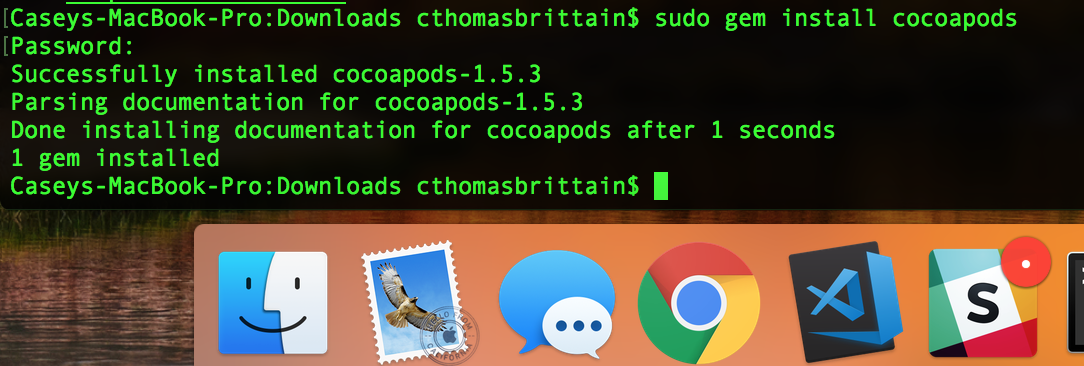 Caseys-MacBook-Pro:Downloads cthomasbrittain$ sudo gem install cocoapods
Password:
Successfully installed cocoapods-1.5.3
Parsing documentation for cocoapods-1.5.3
Done installing documentation for cocoapods after 1 seconds
1 gem installed
Caseys-MacBook-Pro:Downloads cthomasbrittain$
CALIFORNIA
S